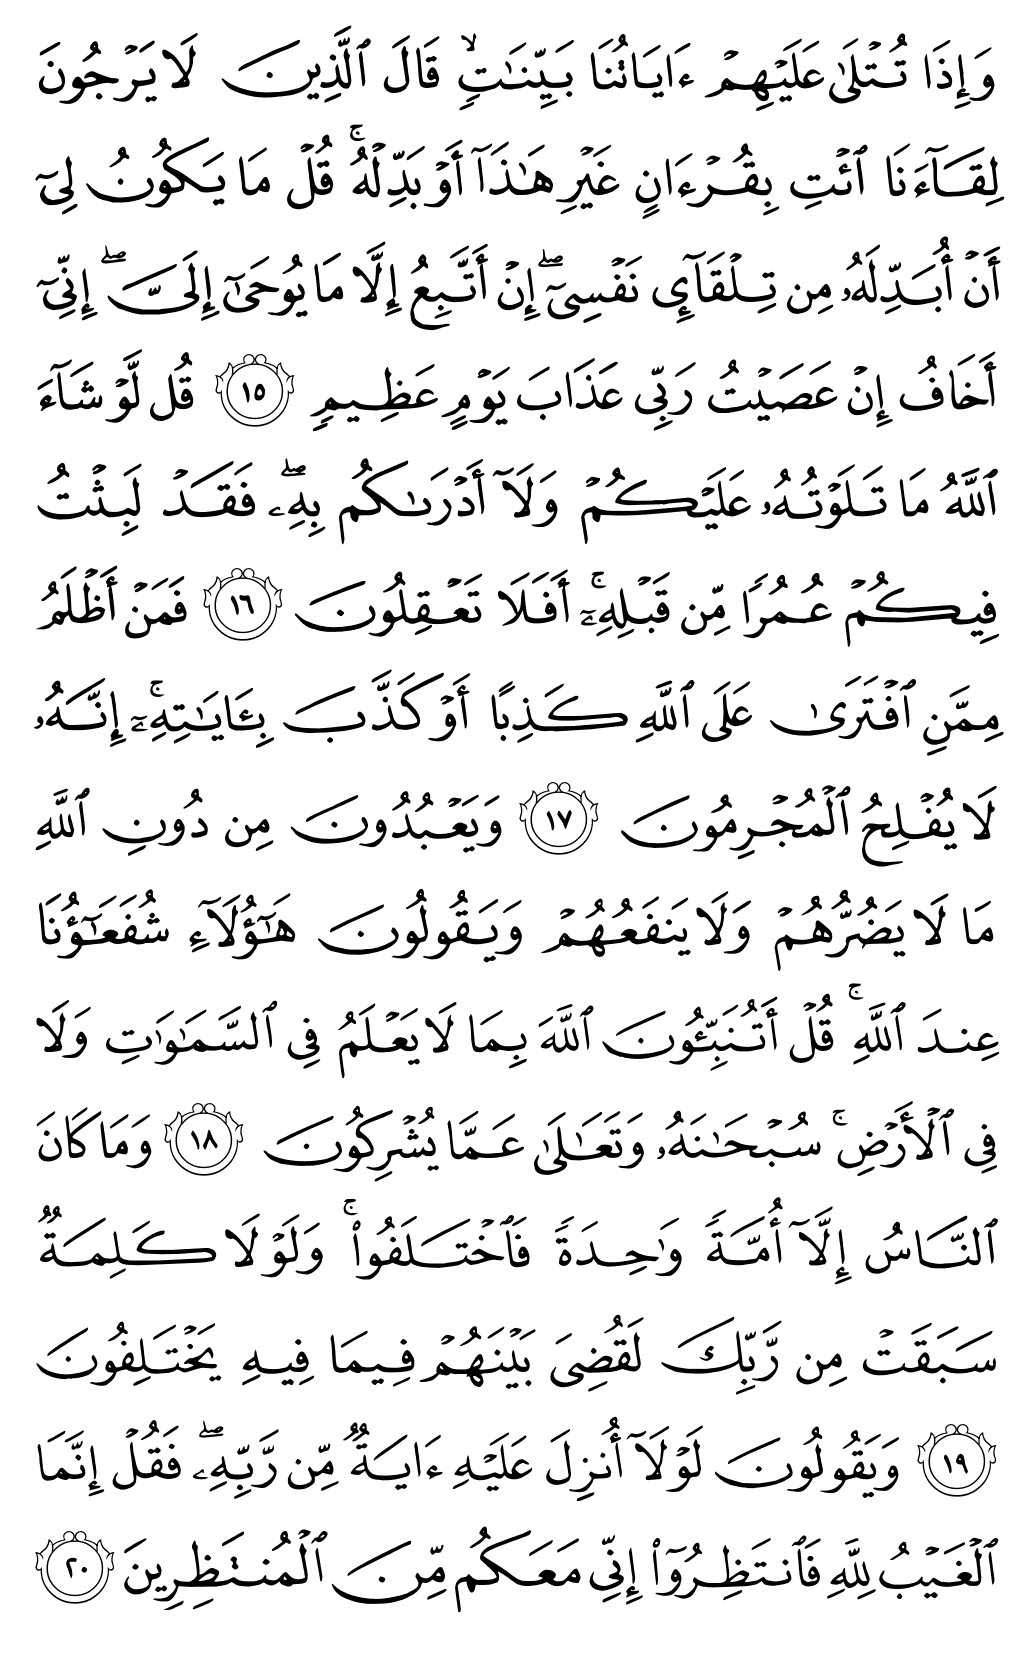 وَإِذَا تُتۡلَىٰ عَلَيۡهِمۡ ءَايَاتُنَا بَيِّنَٰتٖ ۙ قَالَ ٱلَّذِينَ لَا يَرۡجُونَ
لِقَآءَنَا ٱئۡتِ بِقُرۡءَانٍ غَيۡرِ هَٰذَآ أَوۡ بَدِّلۡهُۚ قُلۡ مَا يَكُونُ لِيٓ
أَنۡ أُبَدِّلَهُۥ مِن تِلۡقَآيِٕ نَفۡسِيٓۖ إِنۡ أَتَّبِعُ إِلَّا مَا يُوحَىٰٓ إِلَيَّۖ إِنِّيٓ
أَخَافُ إِنۡ عَصَيۡتُ رَبِّي عَذَابَ يَوۡمٍ عَظِيمٖ ١٥ قُل لَّوۡ شَآءَ
ٱللَّهُ مَا تَلَوۡتُهُۥ عَلَيۡكُمۡ وَلَآ أَدۡرَىٰكُم بِهِۦۖ فَقَدۡ لَبِثۡتُ
فِيكُمۡ عُمُرٗا مِّن قَبۡلِهِۦٓۚ أَفَلَا تَعۡقِلُونَ ١٦ فَمَنۡ أَظۡلَمُ
مِمَّنِ ٱفۡتَرَىٰ عَلَى ٱللَّهِ كَذِبًا أَوۡ كَذَّبَ بِـَٔايَٰتِهِۦٓۚ إِنَّهُۥ
لَا يُفۡلِحُ ٱلۡمُجۡرِمُونَ ١٧ وَيَعۡبُدُونَ مِن دُونِ ٱللَّهِ
مَا لَا يَضُرُّهُمۡ وَلَا يَنفَعُهُمۡ وَيَقُولُونَ هَٰٓؤُلَآءِ شُفَعَٰٓؤُنَا
عِندَ ٱللَّهِۚ قُلۡ أَتُنَبِّـُٔونَ ٱللَّهَ بِمَا لَا يَعۡلَمُ فِي ٱلسَّمَٰوَٰتِ وَلَا
فِي ٱلۡأَرۡضِۚ سُبۡحَٰنَهُۥ وَتَعَٰلَىٰ عَمَّا يُشۡرِكُونَ ١٨ وَمَا كَانَ
ٱلنَّاسُ إِلَّآ أُمَّةٗ وَٰحِدَةٗ فَٱخۡتَلَفُواْۚ وَلَوۡلَا كَلِمَةٞ
سَبَقَتۡ مِن رَّبِّكَ لَقُضِيَ بَيۡنَهُمۡ فِيمَا فِيهِ يَخۡتَلِفُونَ
١٩ وَيَقُولُونَ لَوۡلَآ أُنزِلَ عَلَيۡهِ ءَايَةٞ مِّن رَّبِّهِۦۖ فَقُلۡ إِنَّمَا
ٱلۡغَيۡبُ لِلَّهِ فَٱنتَظِرُوٓاْ إِنِّي مَعَكُم مِّنَ ٱلۡمُنتَظِرِينَ ٢٠